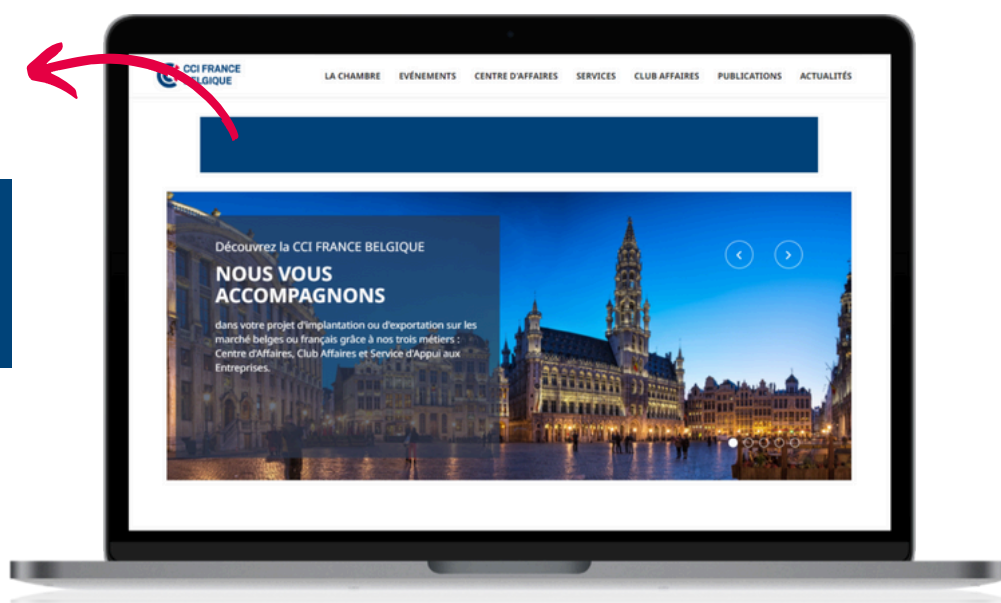 CCI FRANCE
BELGIQUE
LA CHAMBRE EVÉNEMENTS CENTRE D'AFFAIRES SERVICES CLUB AFFAIRES PUBLICATIONS ACTUALITÉS
Découvrez la CCI FRANCE BELGIQUE
NOUS VOUS
ACCOMPAGNONS
dans votre projet d'implantation ou d'exportation sur les
marché belges ou français grâce à nos trois métiers :
Centre d'Affaires, Club Affaires et Service d'Appui aux
Entreprises.